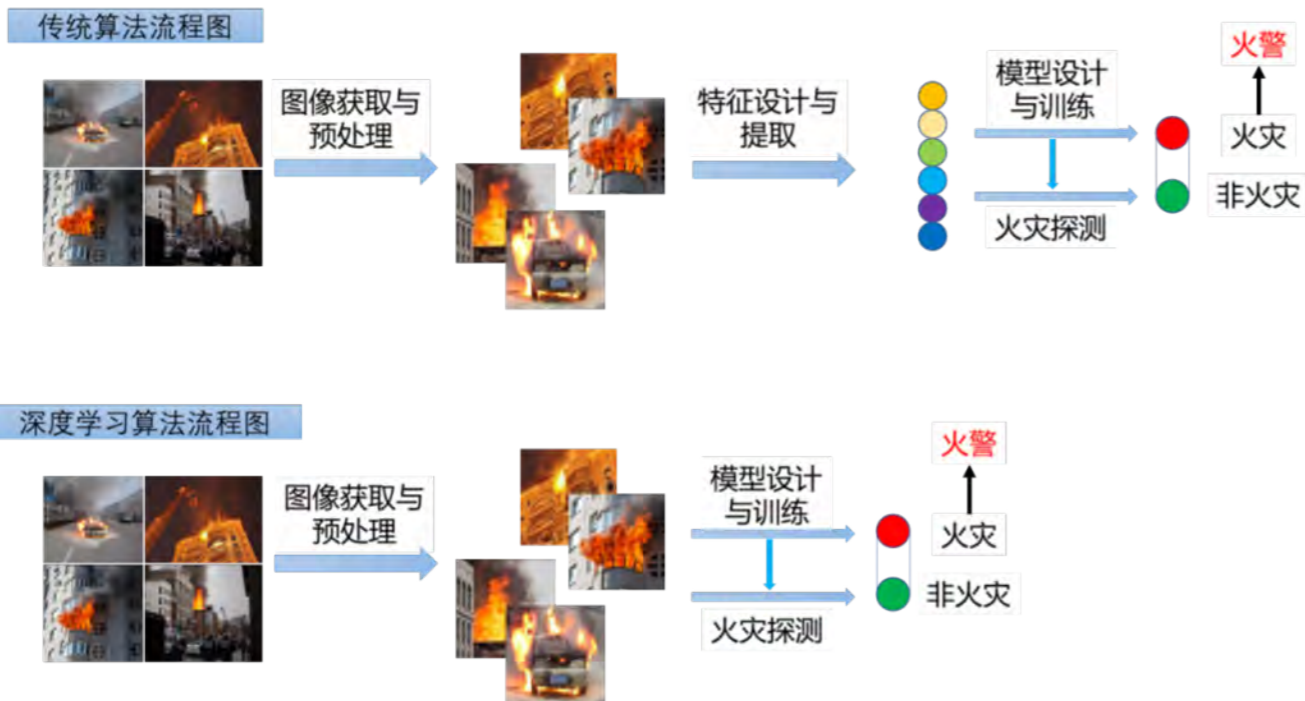 传统算法流程图
图像获取与
预处理
特征设计与
提取
模型设计
与训练
火灾探测
火警
火灾
非火灾
深度学习算法流程图
图像获取与
预处理
模型设计
与训练
火灾探测
火警
火灾
非火灾